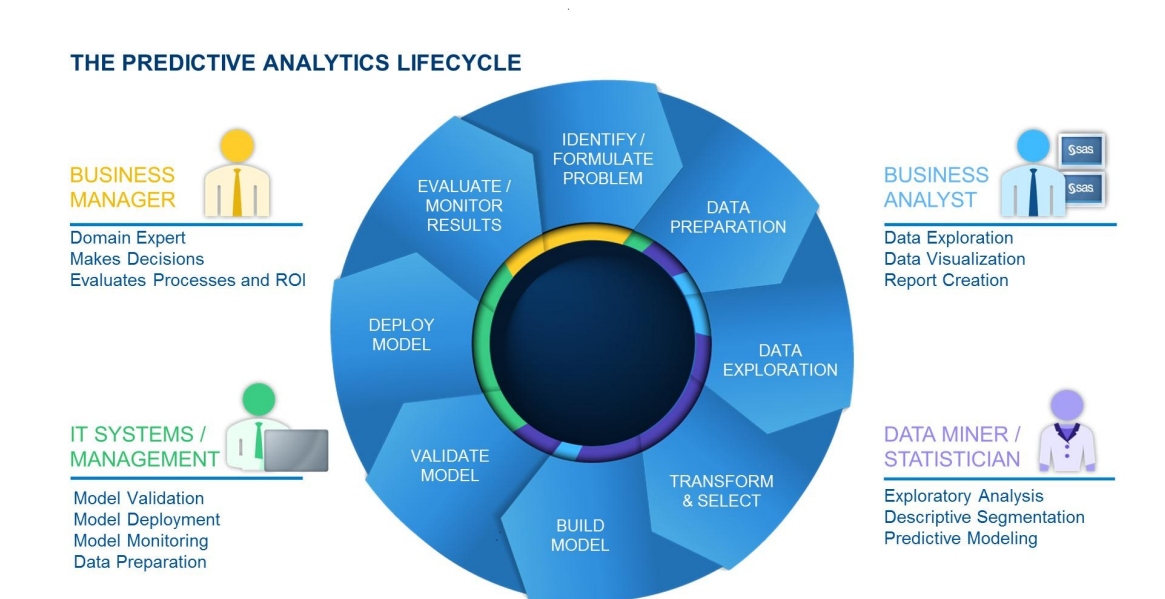 THE PREDICTIVE ANALYTICS LIFECYCLE
BUSINESS
MANAGER
Domain Expert
Makes Decisions
Evaluates Processes and ROI
IDENTIFY /
FORMULATE
PROBLEM
DATA
PREPARATION
DATA
EXPLORATION
TRANSFORM
& SELECT
BUILD
MODEL
VALIDATE
MODEL
DEPLOY
MODEL
EVALUATE /
MONITOR
RESULTS
BUSINESS
ANALYST
sas
sas
Data Exploration
Data Visualization
Report Creation
IT SYSTEMS /
MANAGEMENT
Model Validation
Model Deployment
Model Monitoring
Data Preparation
DATA MINER /
STATISTICIAN
Exploratory Analysis
Descriptive Segmentation
Predictive Modeling